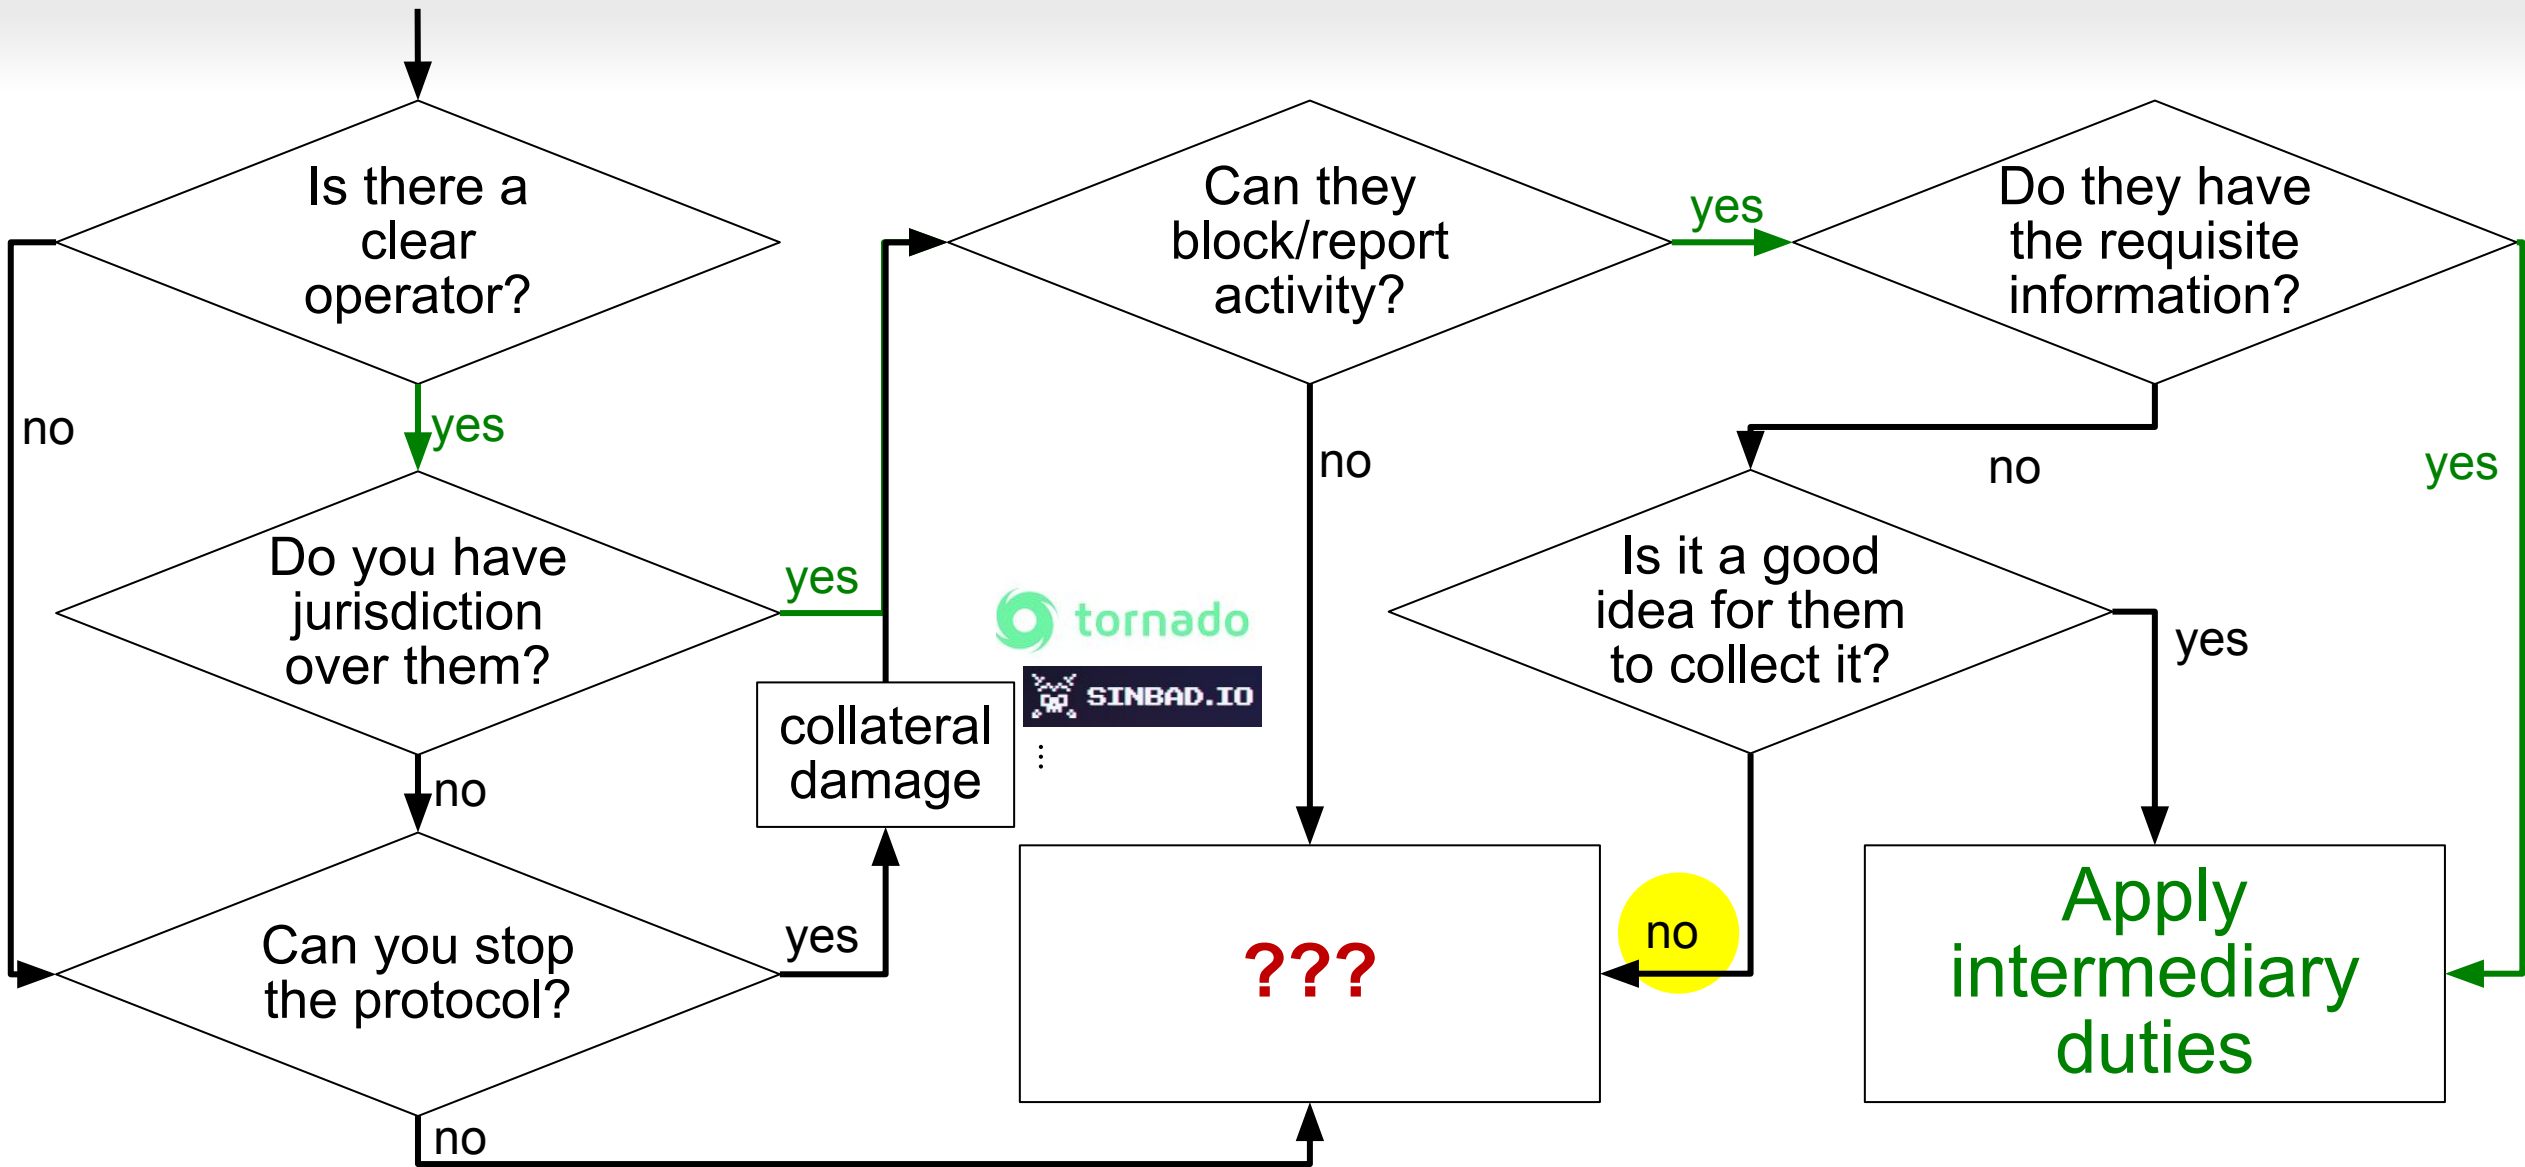 Is there a
clear
operator?
no
yes
Do you have
jurisdiction
over them?
yes
no
Can you stop
the protocol?
yes
no
collateral
damage
tornado
SINBAD.IO
...
Can they
block/report
activity?
yes
no
Do they have
the requisite
information?
no
yes
Is it a good
idea for them
to collect it?
yes
no
???
Apply
intermediary
duties